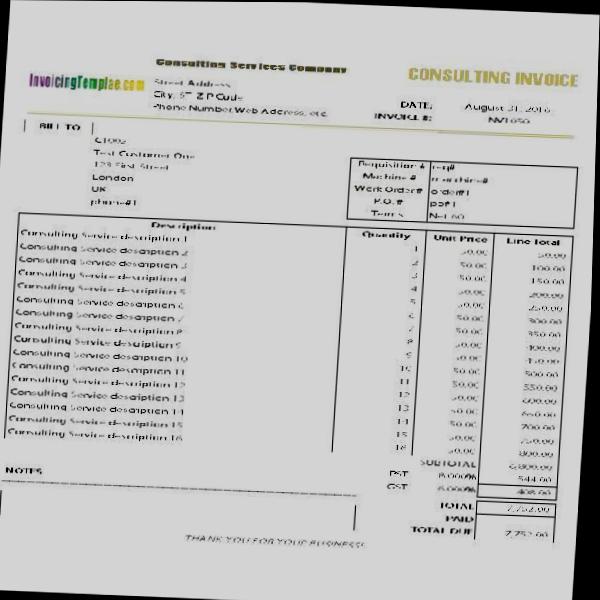 Consulting Services Company
CONSULTING INVOICE
InvoicingTemplae.com
Street Address
City, ST ZIP Code
Phone Number, Web Address, etc.
DATE: August 31, 2016
INVOICE #:
BILL TO
C1002
Test Customer One
123 First Street
London
UK
phone#1
Requisition # req#
Machine # machine#
Work Order# order#1
P.O.# po#1
Terms Net 60
Description Quantity Unit Price Line Total
Consulting Service description 1 1 50.00 50.00
Consulting Service description 2 2 50.00 100.00
Consulting Service description 3 3 50.00 150.00
Consulting Service description 4 4 50.00 200.00
Consulting Service description 5 5 50.00 250.00
Consulting Service description 6 6 50.00 300.00
Consulting Service description 7 7 50.00 350.00
Consulting Service description 8 8 50.00 400.00
Consulting Service description 9 9 50.00 450.00
Consulting Service description 10 10 50.00 500.00
Consulting Service description 11 11 50.00 550.00
Consulting Service description 12 12 50.00 600.00
Consulting Service description 13 13 50.00 650.00
Consulting Service description 14 14 50.00 700.00
Consulting Service description 15 15 50.00 750.00
Consulting Service description 16 16 50.00 800.00
SUBTOTAL 6,800.00
PST 8.000% 544.00
GST 6.000% 408.00
NOTES
TOTAL 7,752.00
PAID
TOTAL DUE 7,752.00
THANK YOU FOR YOUR BUSINESS!